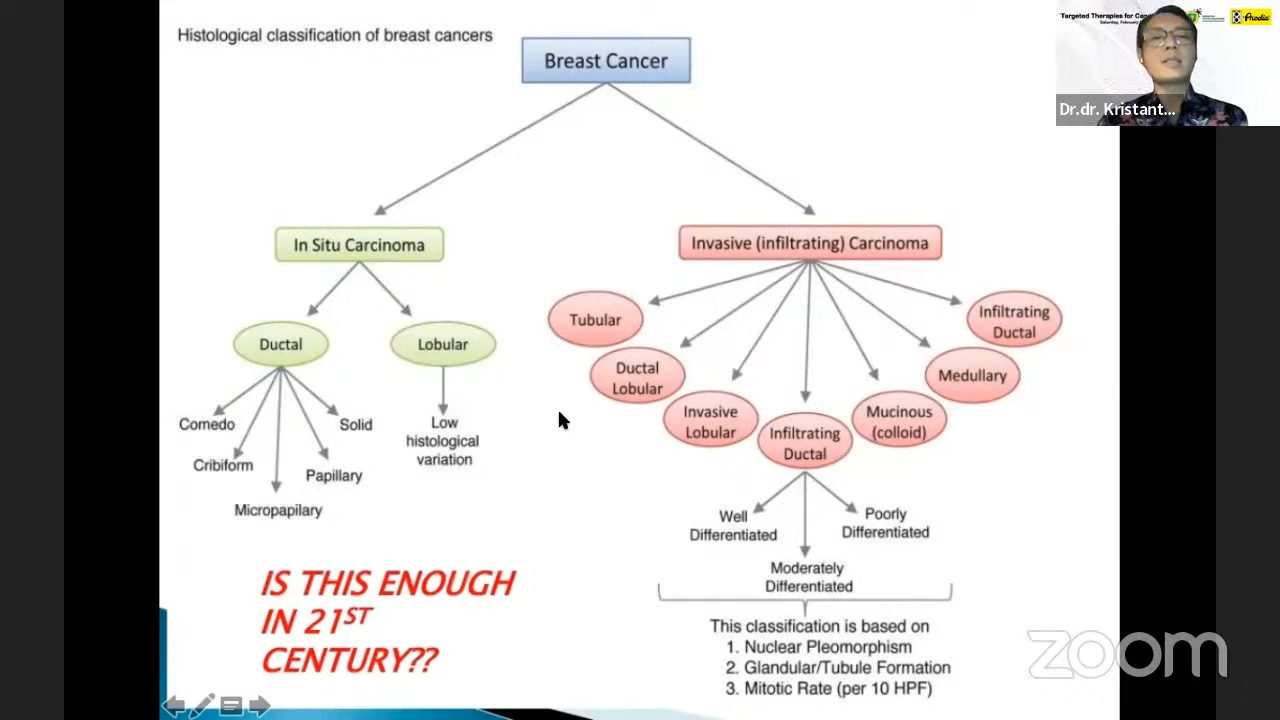 Histological classification of breast cancers
Breast Cancer
In Situ Carcinoma
Ductal
Lobular
Comedo
Cribiform
Micropapilary
Papillary
Solid
Low
histological
variation
Invasive (infiltrating) Carcinoma
Tubular
Ductal
Lobular
Invasive
Lobular
Infiltrating
Ductal
Mucinous
(colloid)
Medullary
Infiltrating
Ductal
Well
Differentiated
Moderately
Differentiated
Poorly
Differentiated
This classification is based on
1. Nuclear Pleomorphism
2. Glandular/Tubule Formation
3. Mitotic Rate (per 10 HPF)
IS THIS ENOUGH
IN 21ST
CENTURY??
Targeted Therapies for Can
Saturday, February
Prodia
Dr.dr. Kristant...
zoom